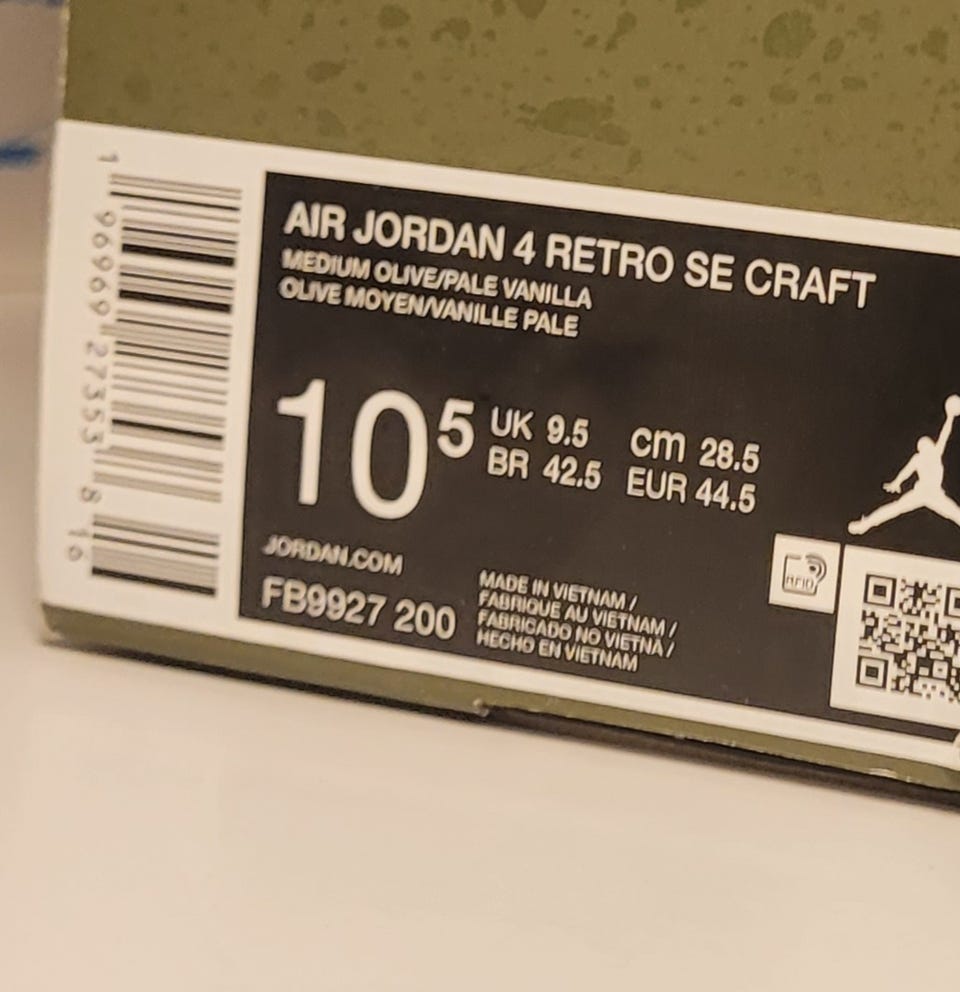 AIR JORDAN 4 RETRO SE CRAFT
MEDIUM OLIVE/PALE VANILLA
OLIVE MOYEN/VANILLE PALE
10 5
UK 9.5 cm 28.5
BR 42.5 EUR 44.5
JORDAN.COM
FB9927 200
MADE IN VIETNAM /
FABRIQUE AU VIETNAM /
FABRICADO NO VIETNÃ /
HECHO EN VIETNAM
RFID
1 96969 27353 8 16